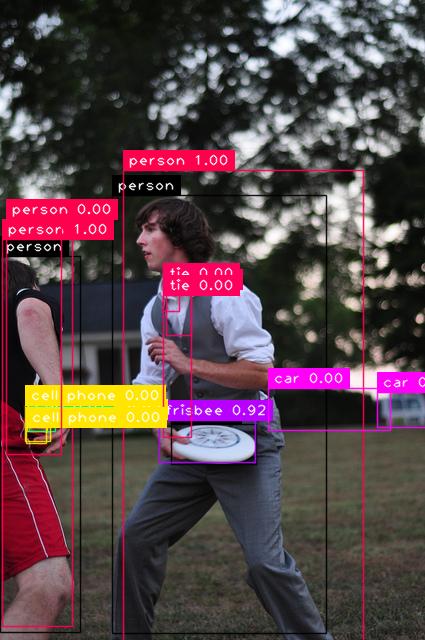 person 1.00
person
person 0.00
person 1.00
person
tie 0.00
tie 0.00
car 0.00
car 0
cell phone 0.00
frisbee 0.92
cell phone 0.00